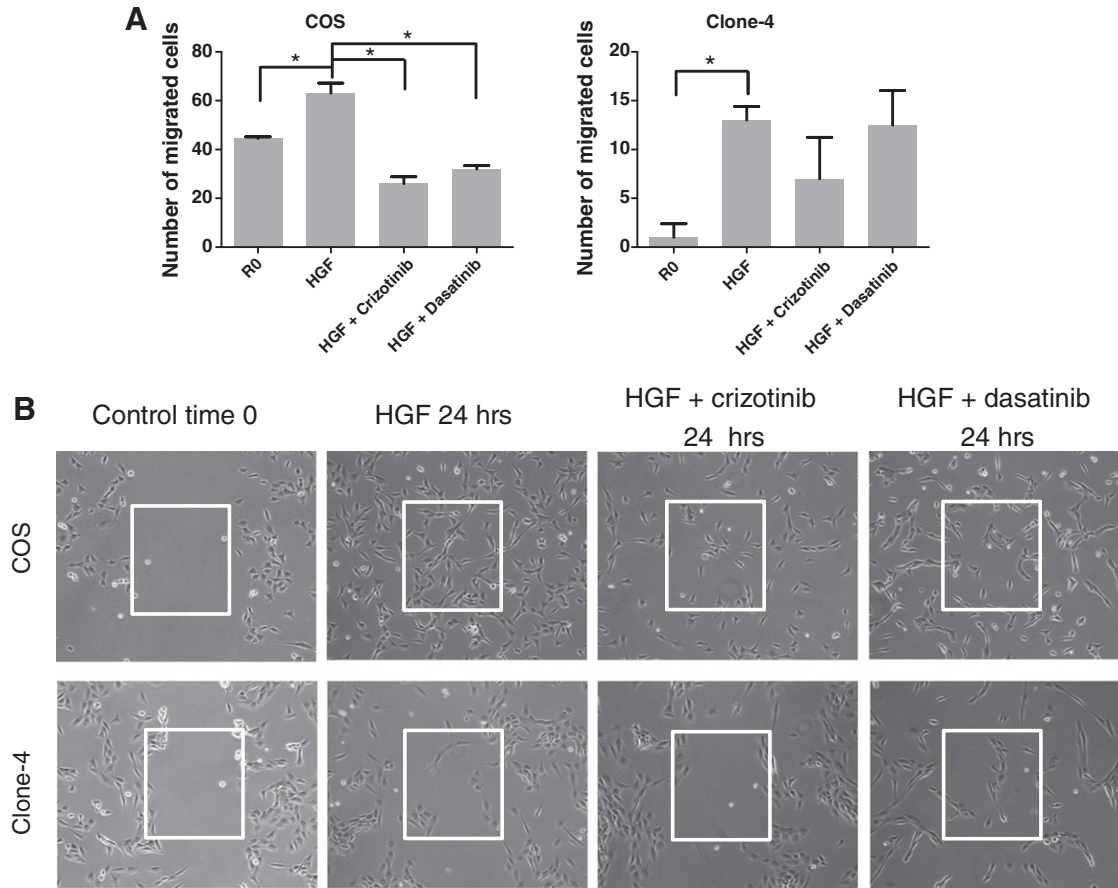 A
COS
Number of migrated cells
80
60
40
20
0
*
*
*
R0
HGF
HGF + Crizotinib
HGF + Dasatinib
Clone-4
Number of migrated cells
20
15
10
5
0
*
R0
HGF
HGF + Crizotinib
HGF + Dasatinib
B
Control time 0
HGF 24 hrs
HGF + crizotinib
24 hrs
HGF + dasatinib
24 hrs
COS
Clone-4